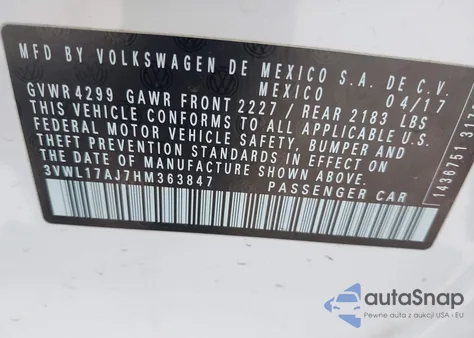 MFD BY VOLKSWAGEN DE MEXICO S.A. DE C.V.
MEXICO 04/17
GVWR 4299 GAWR FRONT 2227 / REAR 2183 LBS
THIS VEHICLE CONFORMS TO ALL APPLICABLE U.S.
FEDERAL MOTOR VEHICLE SAFETY, BUMPER, AND
THEFT PREVENTION STANDARDS IN EFFECT ON
THE DATE OF MANUFACTURE SHOWN ABOVE.
3VWL17AJ7HM363847 PASSENGER CAR
autoSnap
Pewne auta z aukcji USA i EU